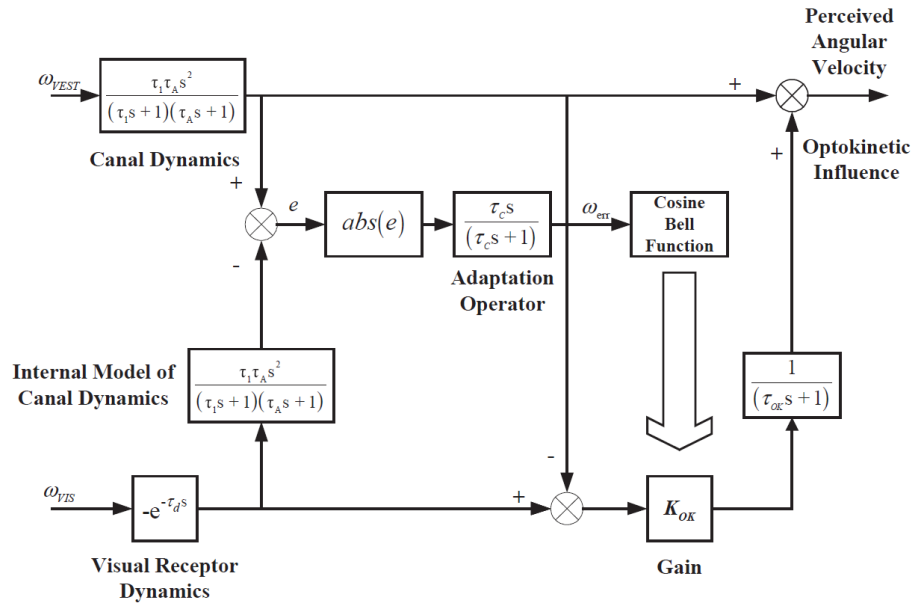 Perceived
Angular
Velocity
ω_VEST
τ₁τ_A s²
(τ₁s + 1)(τ_A s + 1)
+
Canal Dynamics
+
Optokinetic
Influence
+
e
abs(e)
τ_C s
(τ_C s + 1)
ω_err
Cosine
Bell
Function
-
Adaptation
Operator
Internal Model of
Canal Dynamics
τ₁τ_A s²
(τ₁s + 1)(τ_A s + 1)
1
(τ_OK s + 1)
-
ω_VIS
-e^(-τ_d s)
+
K_OK
Visual Receptor
Dynamics
Gain